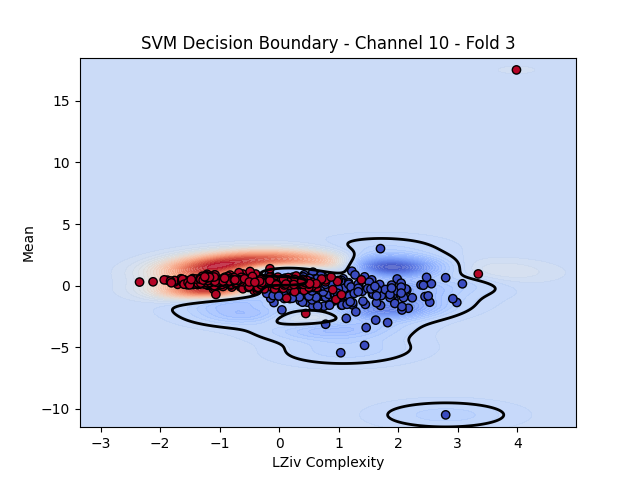 SVM Decision Boundary - Channel 10 - Fold 3
15
10
5
0
−5
−10
Mean
−3 −2 −1 0 1 2 3 4
LZiv Complexity